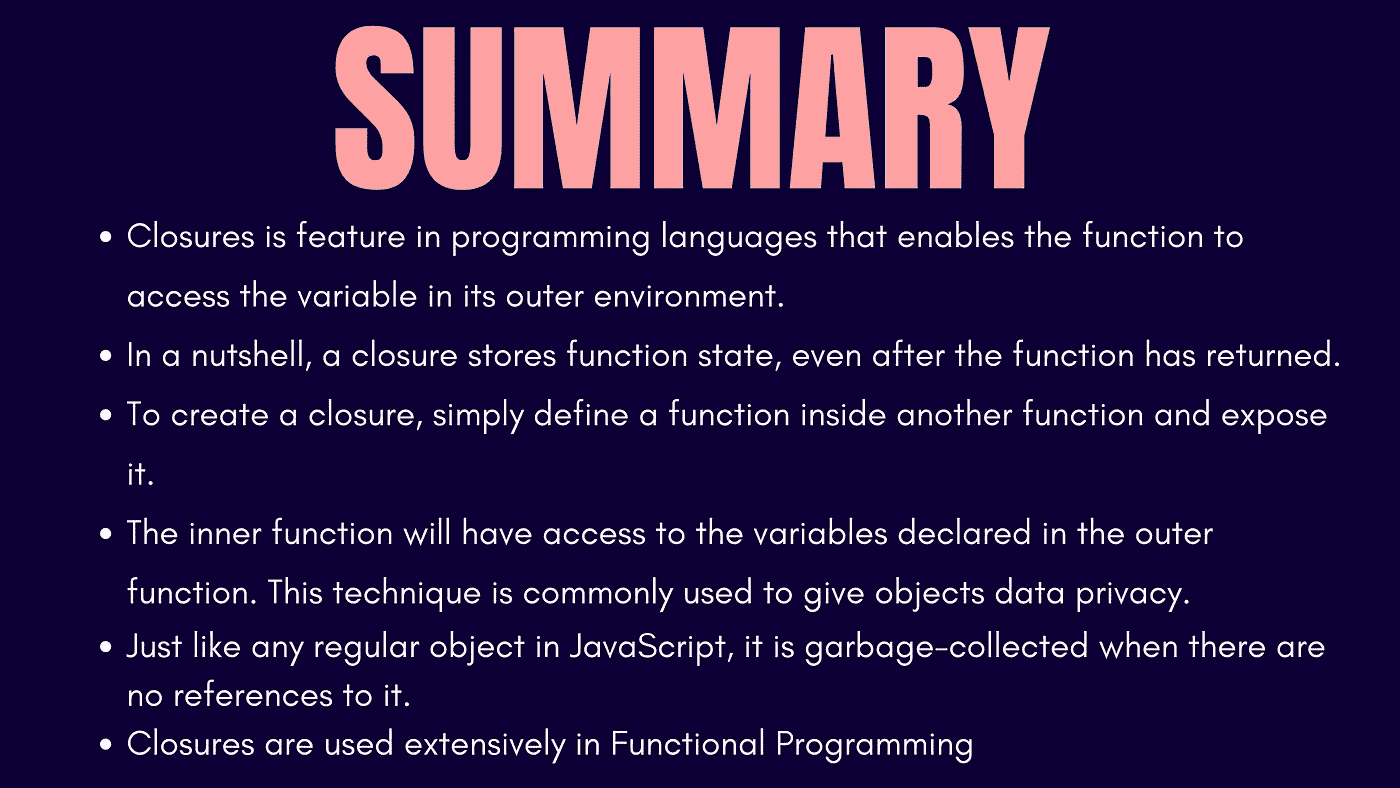 SUMMARY
• Closures is feature in programming languages that enables the function to
access the variable in its outer environment.
• In a nutshell, a closure stores function state, even after the function has returned.
• To create a closure, simply define a function inside another function and expose
it.
• The inner function will have access to the variables declared in the outer
function. This technique is commonly used to give objects data privacy.
• Just like any regular object in JavaScript, it is garbage-collected when there are
no references to it.
• Closures are used extensively in Functional Programming